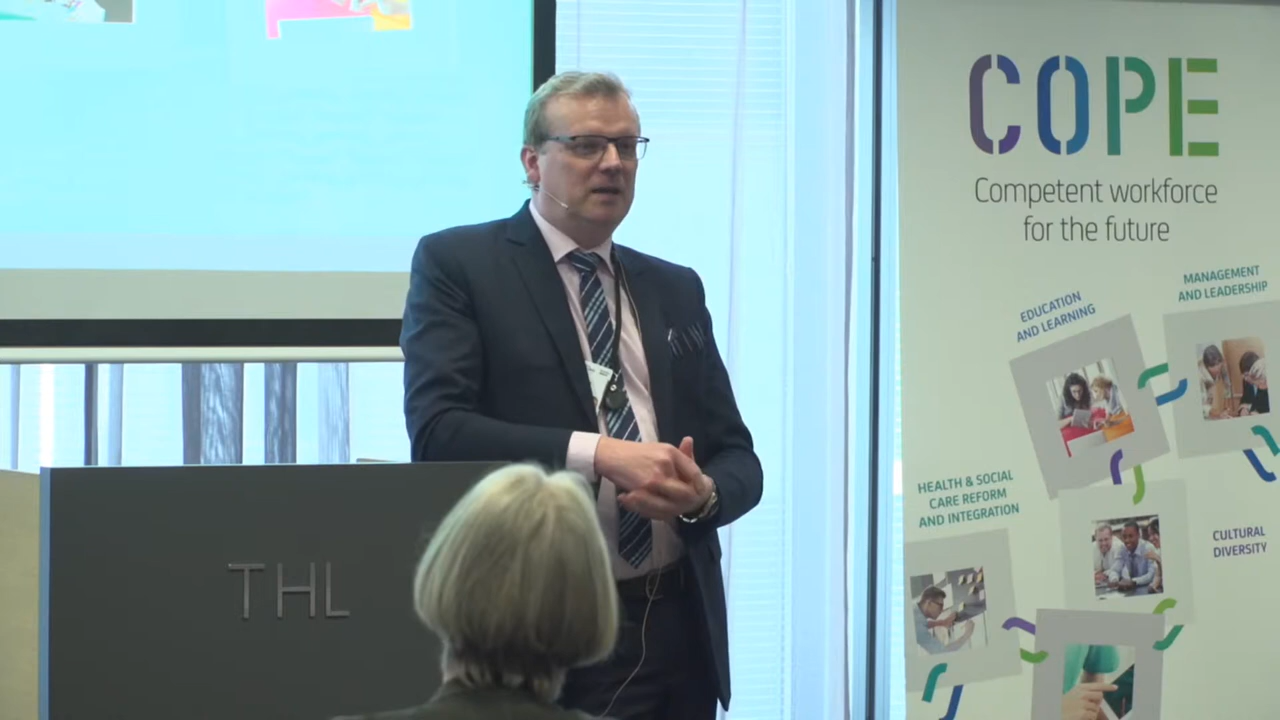 COPE
Competent workforce
for the future
MANAGEMENT
AND LEADERSHIP
EDUCATION
AND LEARNING
HEALTH & SOCIAL
CARE REFORM
AND INTEGRATION
CULTURAL
DIVERSITY
THL